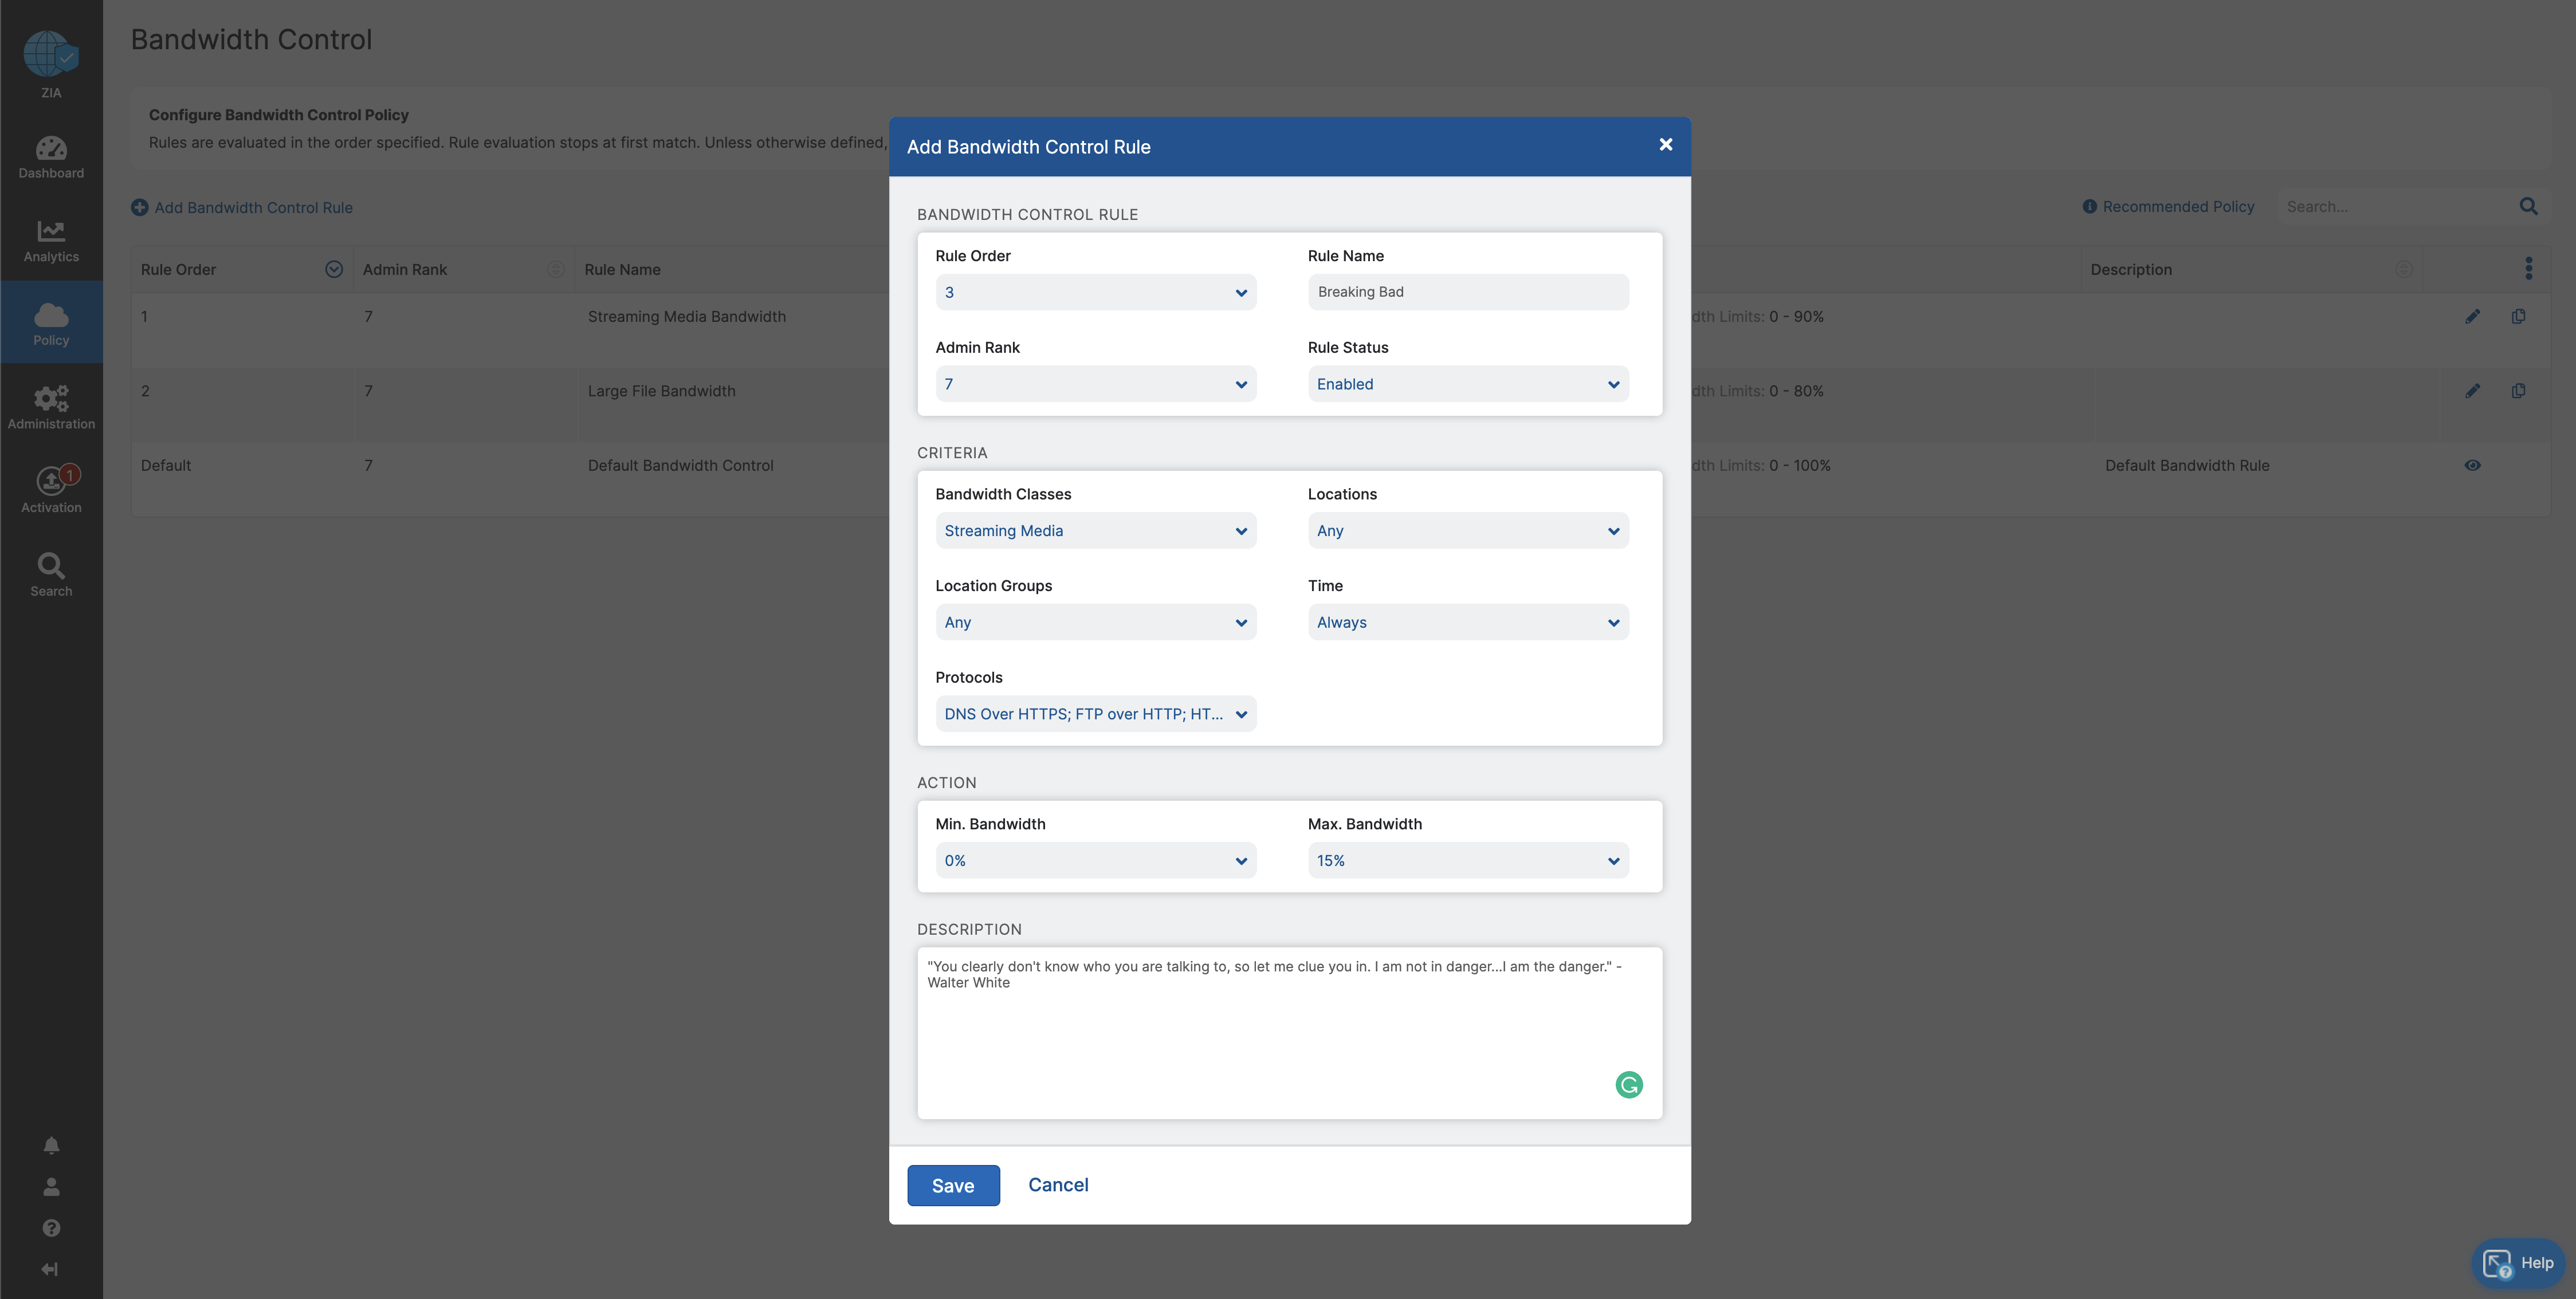 ZIA
Dashboard
Analytics
Policy
Administration
1
Activation
Search
Bandwidth Control
Configure Bandwidth Control Policy
Rules are evaluated in the order specified. Rule evaluation stops at first match. Unless otherwise defined,
Add Bandwidth Control Rule
Recommended Policy
Search...
Rule Order Admin Rank Rule Name Description
1 7 Streaming Media Bandwidth dth Limits: 0 - 90%
2 7 Large File Bandwidth dth Limits: 0 - 80%
Default 7 Default Bandwidth Control dth Limits: 0 - 100% Default Bandwidth Rule
Add Bandwidth Control Rule
BANDWIDTH CONTROL RULE
Rule Order Rule Name
3 Breaking Bad
Admin Rank Rule Status
7 Enabled
CRITERIA
Bandwidth Classes Locations
Streaming Media Any
Location Groups Time
Any Always
Protocols
DNS Over HTTPS; FTP over HTTP; HT...
ACTION
Min. Bandwidth Max. Bandwidth
0% 15%
DESCRIPTION
"You clearly don't know who you are talking to, so let me clue you in. I am not in danger...I am the danger." -
Walter White
Save Cancel
Help